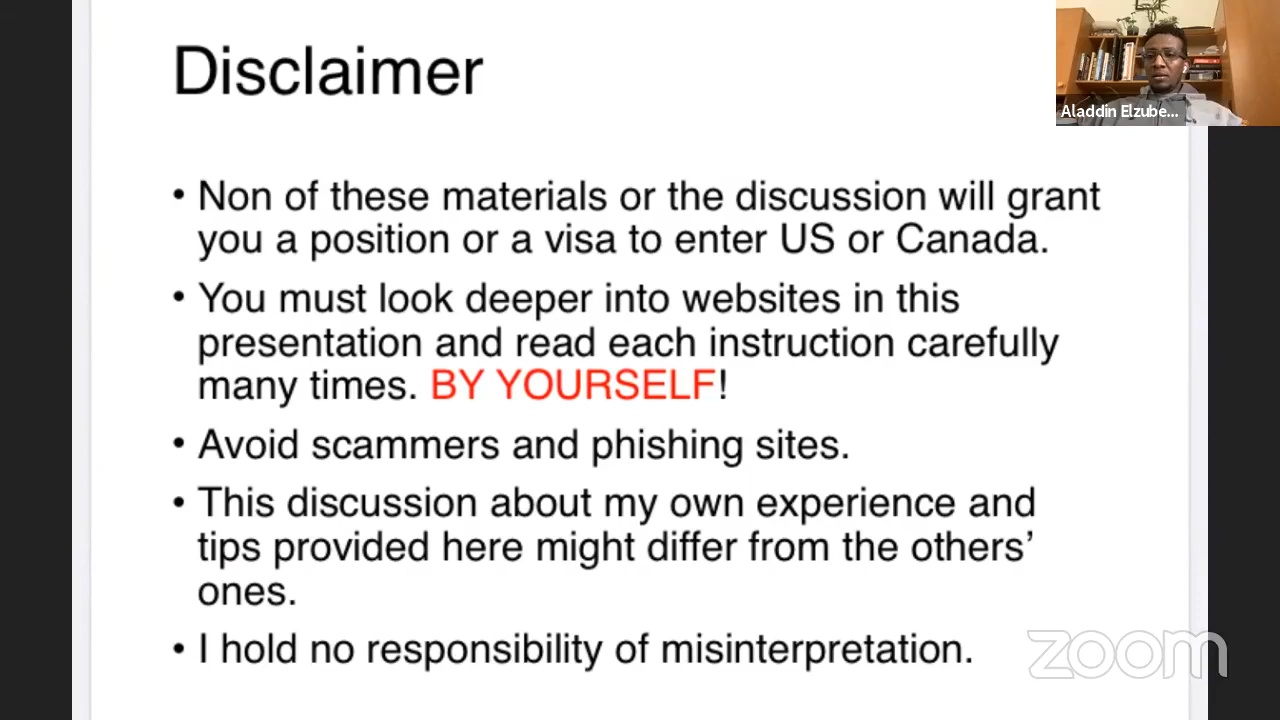 Disclaimer
Aladdin Elzube...
• Non of these materials or the discussion will grant
you a position or a visa to enter US or Canada.
• You must look deeper into websites in this
presentation and read each instruction carefully
many times. BY YOURSELF!
• Avoid scammers and phishing sites.
• This discussion about my own experience and
tips provided here might differ from the others’
ones.
• I hold no responsibility of misinterpretation.
zoom